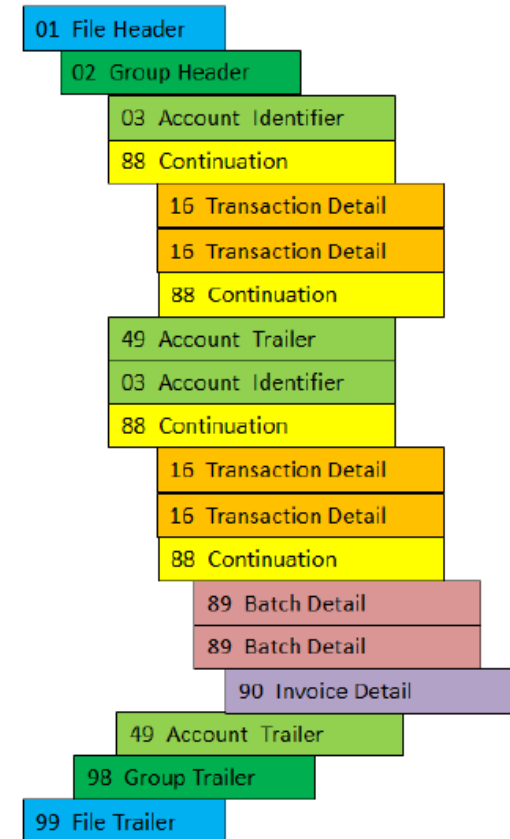 01 File Header
02 Group Header
03 Account Identifier
88 Continuation
16 Transaction Detail
16 Transaction Detail
88 Continuation
49 Account Trailer
03 Account Identifier
88 Continuation
16 Transaction Detail
16 Transaction Detail
88 Continuation
89 Batch Detail
89 Batch Detail
90 Invoice Detail
49 Account Trailer
98 Group Trailer
99 File Trailer